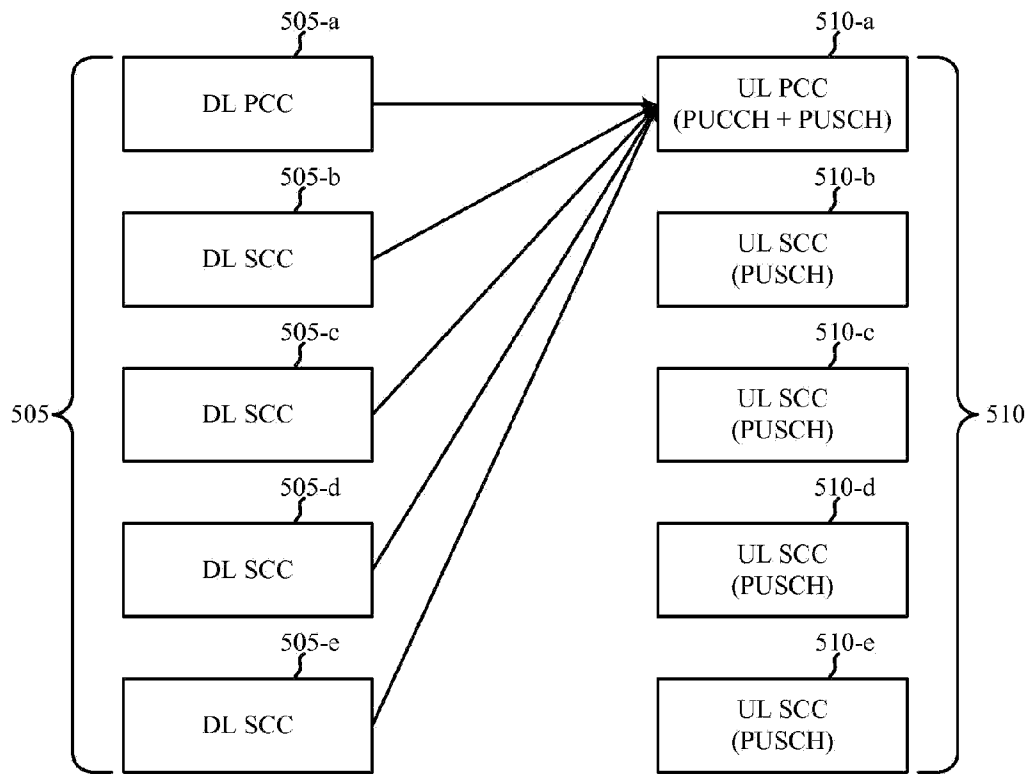 505-a
510-a
DL PCC
UL PCC
(PUCCH + PUSCH)
505-b
510-b
DL SCC
UL SCC
(PUSCH)
505-c
510-c
505
DL SCC
UL SCC
(PUSCH)
510
505-d
510-d
DL SCC
UL SCC
(PUSCH)
505-e
510-e
DL SCC
UL SCC
(PUSCH)